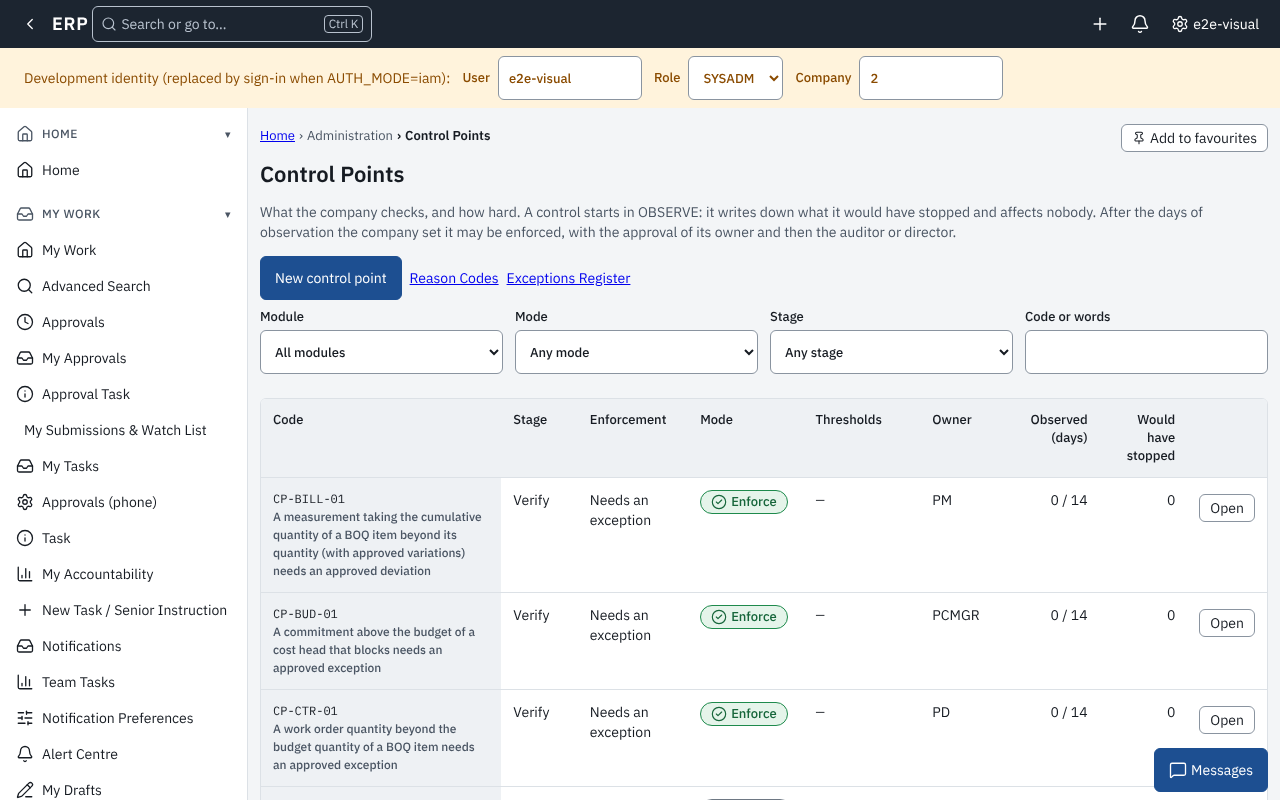 ERP
Search or go to...
Ctrl K
e2e-visual
Development identity (replaced by sign-in when AUTH_MODE=iam):
User
e2e-visual
Role
SYSADM
Company
2
HOME
Home
MY WORK
My Work
Advanced Search
Approvals
My Approvals
Approval Task
My Submissions & Watch List
My Tasks
Approvals (phone)
Task
My Accountability
New Task / Senior Instruction
Notifications
Team Tasks
Notification Preferences
Alert Centre
My Drafts
Home › Administration › Control Points
Add to favourites
Control Points
What the company checks, and how hard. A control starts in OBSERVE: it writes down what it would have stopped and affects nobody. After the days of
observation the company set it may be enforced, with the approval of its owner and then the auditor or director.
New control point
Reason Codes
Exceptions Register
Module
Mode
Stage
Code or words
All modules
Any mode
Any stage
Code
Stage
Enforcement
Mode
Thresholds
Owner
Observed
(days)
Would
have
stopped
CP-BILL-01
A measurement taking the cumulative
quantity of a BOQ item beyond its
quantity (with approved variations)
needs an approved deviation
Verify
Needs an
exception
Enforce
—
PM
0 / 14
0
Open
CP-BUD-01
A commitment above the budget of a
cost head that blocks needs an
approved exception
Verify
Needs an
exception
Enforce
—
PCMGR
0 / 14
0
Open
CP-CTR-01
A work order quantity beyond the
budget quantity of a BOQ item needs
an approved exception
Verify
Needs an
exception
Enforce
—
PD
0 / 14
0
Open
Messages